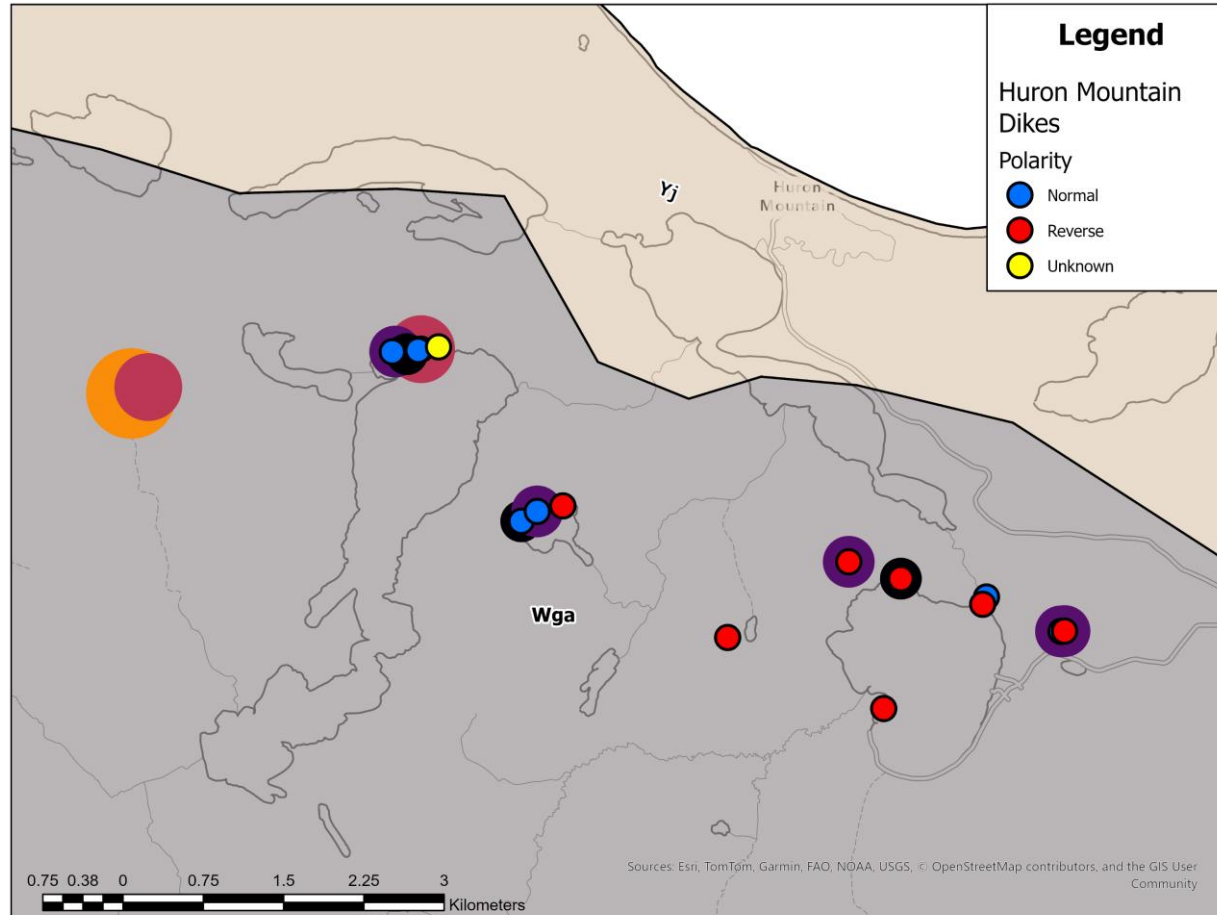 Legend
Huron Mountain
Dikes
Polarity
Normal
Reverse
Unknown
Yj
Huron
Mountain
Wga
Sources: Esri, TomTom, Garmin, FAO, NOAA, USGS, © OpenStreetMap contributors, and the GIS User
Community
0.75 0.38 0 0.75 1.5 2.25 3
Kilometers